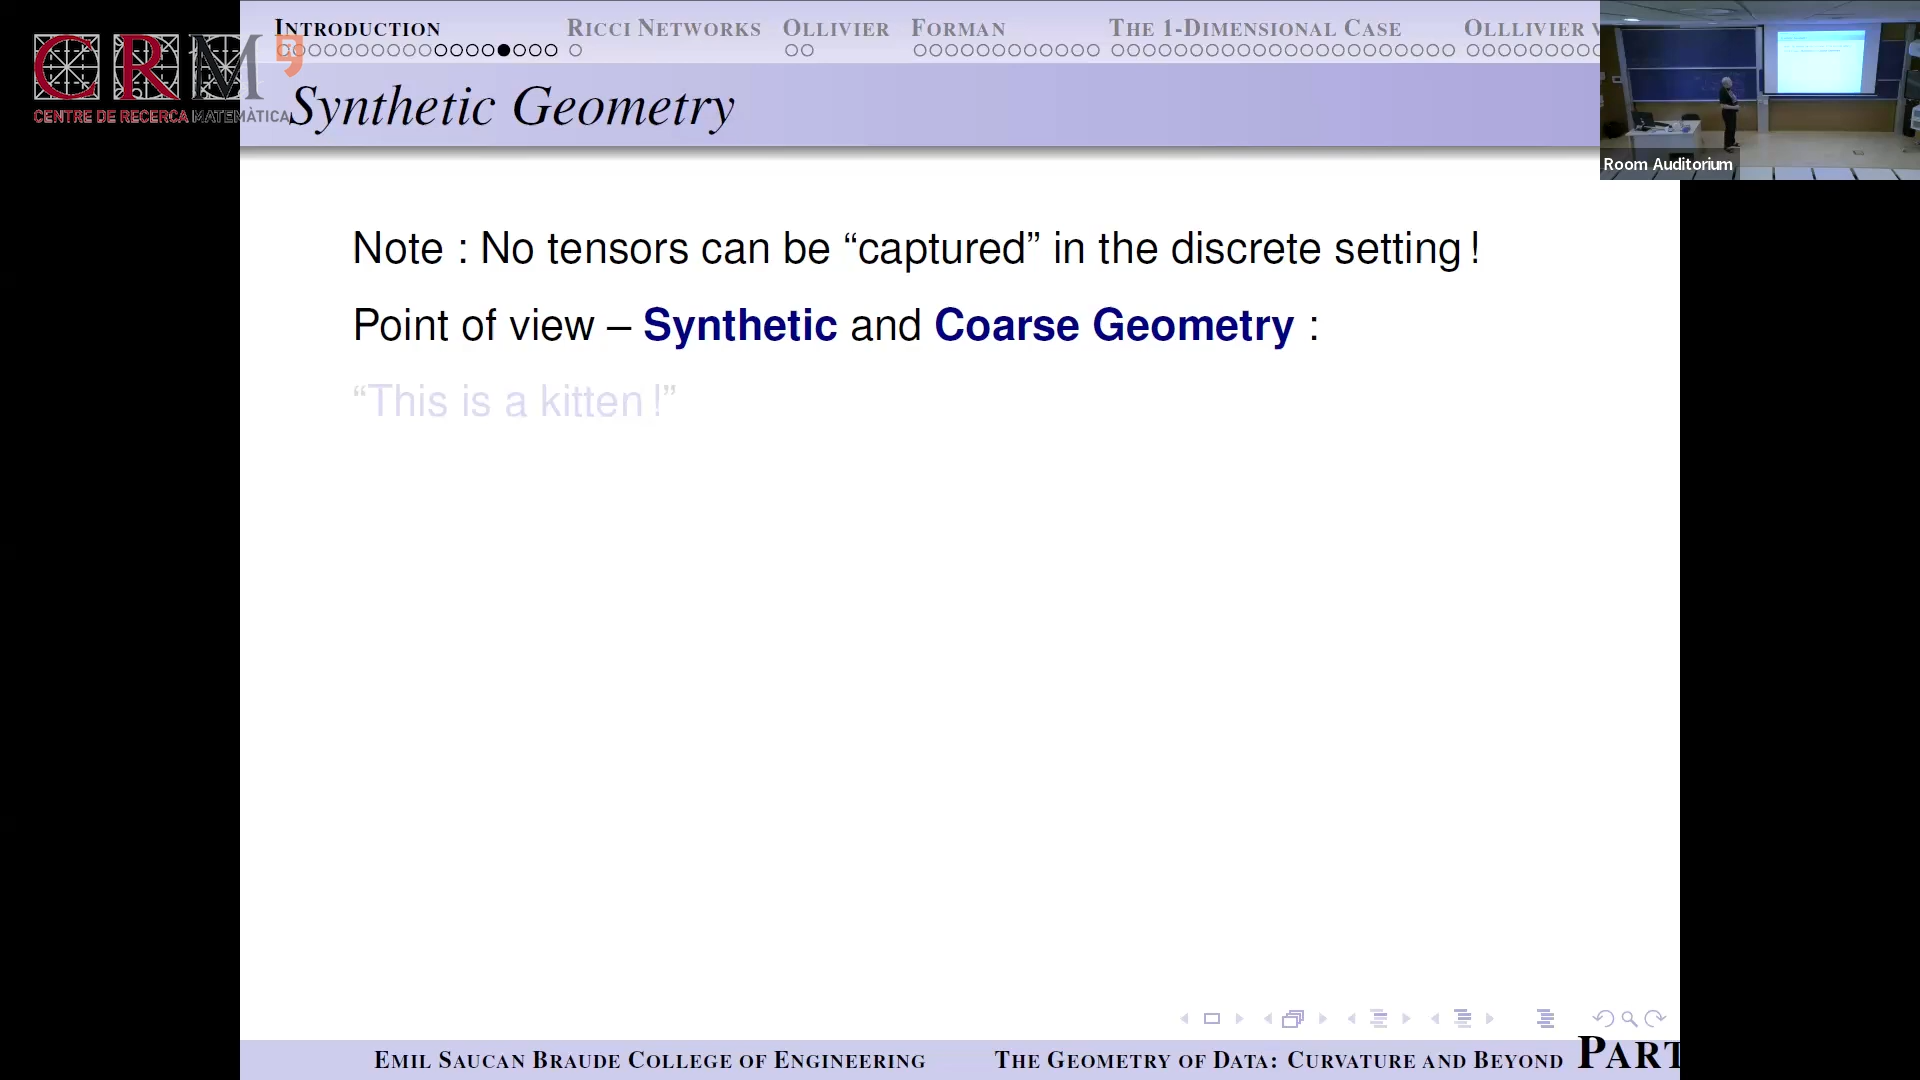 INTRODUCTION RICCI NETWORKS OLLIVIER FORMAN THE 1-DIMENSIONAL CASE OLLLIVIER V
CRM
CENTRE DE RECERCA MATEMÀTICA
Synthetic Geometry
Room Auditorium
Note : No tensors can be “captured” in the discrete setting !
Point of view – Synthetic and Coarse Geometry :
“This is a kitten !”
EMIL SAUCAN BRAUDE COLLEGE OF ENGINEERING THE GEOMETRY OF DATA: CURVATURE AND BEYOND PART